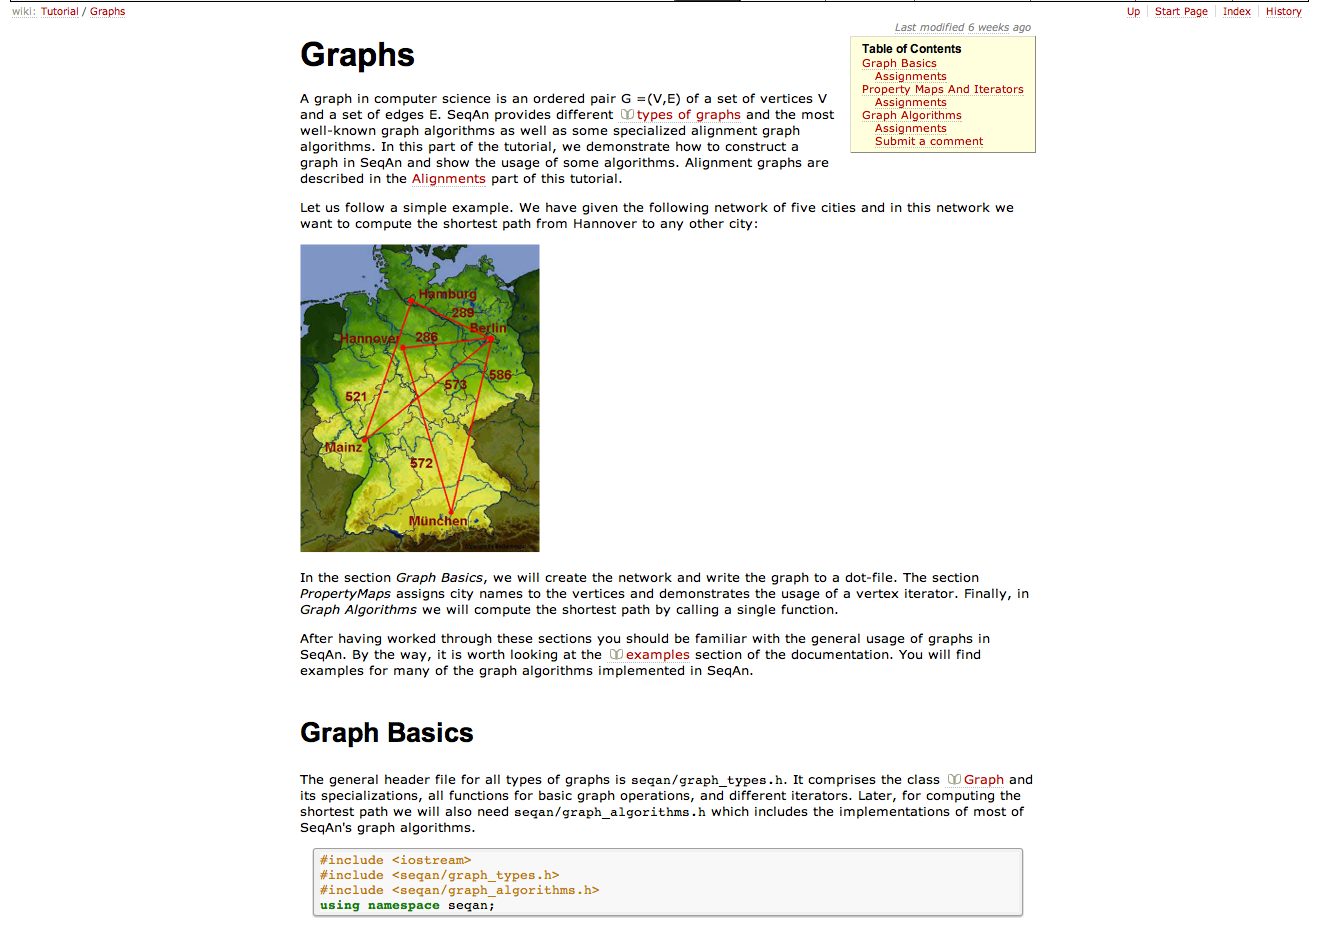 wiki: Tutorial / Graphs
Up
Start Page
Index
History
Last modified 6 weeks ago
Graphs
Table of Contents
Graph Basics
Assignments
Property Maps And Iterators
Assignments
Graph Algorithms
Assignments
Submit a comment
A graph in computer science is an ordered pair G =(V,E) of a set of vertices V
and a set of edges E. SeqAn provides different types of graphs and the most
well-known graph algorithms as well as some specialized alignment graph
algorithms. In this part of the tutorial, we demonstrate how to construct a
graph in SeqAn and show the usage of some algorithms. Alignment graphs are
described in the Alignments part of this tutorial.
Let us follow a simple example. We have given the following network of five cities and in this network we
want to compute the shortest path from Hannover to any other city:
Hamburg
289
Berlin
Hannover
286
586
573
521
Mainz
572
München
In the section Graph Basics, we will create the network and write the graph to a dot-file. The section
PropertyMaps assigns city names to the vertices and demonstrates the usage of a vertex iterator. Finally, in
Graph Algorithms we will compute the shortest path by calling a single function.
After having worked through these sections you should be familiar with the general usage of graphs in
SeqAn. By the way, it is worth looking at the examples section of the documentation. You will find
examples for many of the graph algorithms implemented in SeqAn.
Graph Basics
The general header file for all types of graphs is seqan/graph_types.h. It comprises the class Graph and
its specializations, all functions for basic graph operations, and different iterators. Later, for computing the
shortest path we will also need seqan/graph_algorithms.h which includes the implementations of most of
SeqAn's graph algorithms.
#include <iostream>
#include <seqan/graph_types.h>
#include <seqan/graph_algorithms.h>
using namespace seqan;